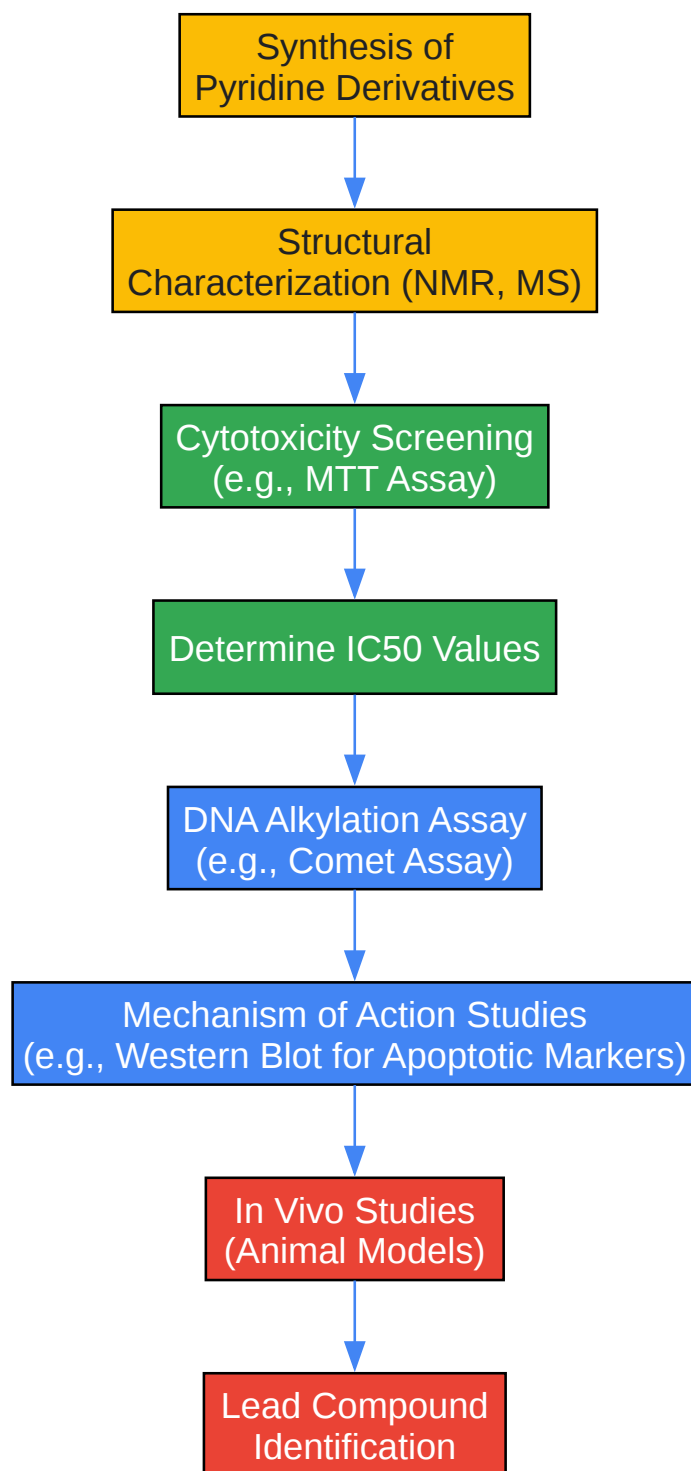 Synthesis of
Pyridine Derivatives
Structural
Characterization (NMR, MS)
Cytotoxicity Screening
(e.g., MTT Assay)
Determine IC50 Values
DNA Alkylation Assay
(e.g., Comet Assay)
Mechanism of Action Studies
(e.g., Western Blot for Apoptotic Markers)
In Vivo Studies
(Animal Models)
Lead Compound
Identification